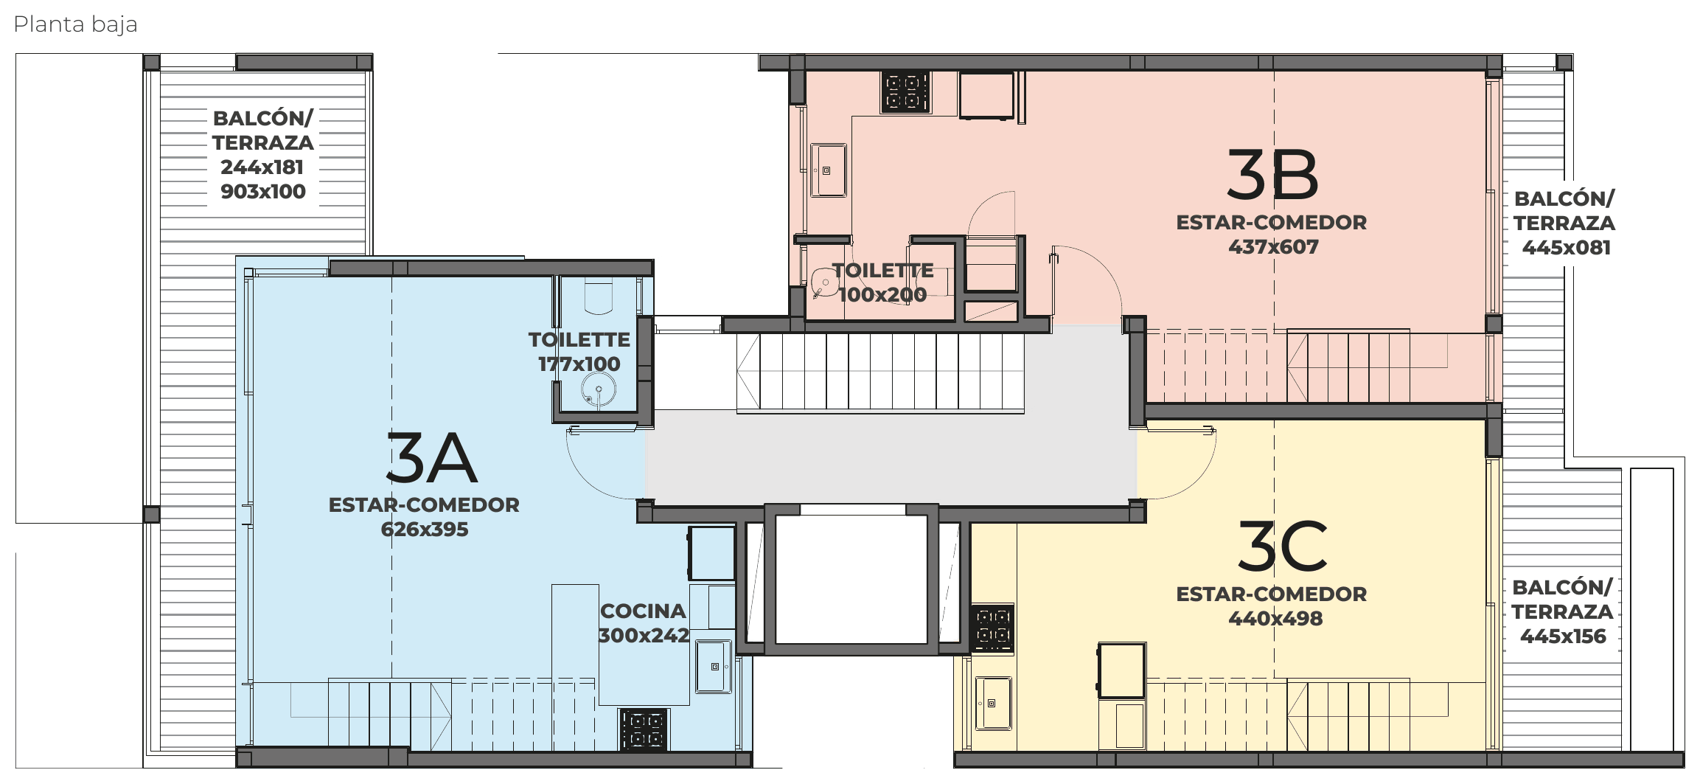 Planta baja
BALCÓN/
TERRAZA
244x181
903x100
3B
ESTAR-COMEDOR
437x607
BALCÓN/
TERRAZA
445x081
TOILETTE
100x200
TOILETTE
177x100
3A
ESTAR-COMEDOR
626x395
COCINA
300x242
3C
ESTAR-COMEDOR
440x498
BALCÓN/
TERRAZA
445x156